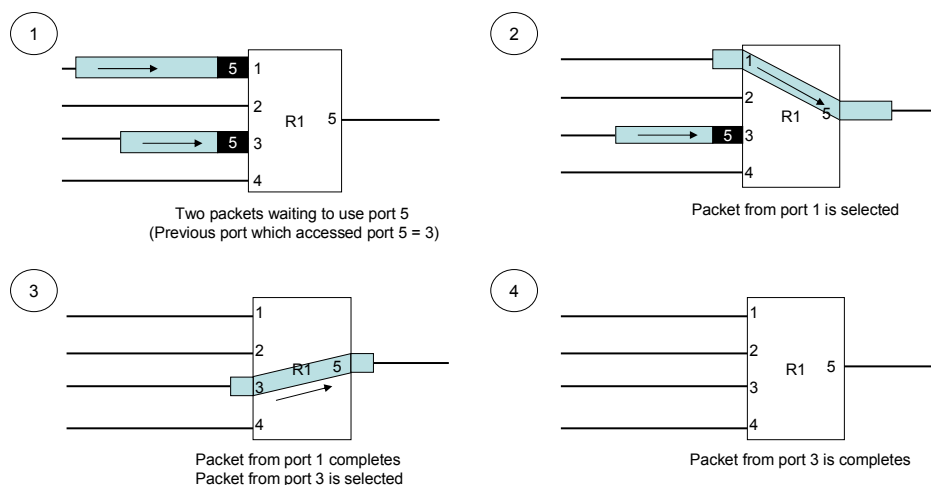 1
5 1
2
R1 5
5 3
4
Two packets waiting to use port 5
(Previous port which accessed port 5 = 3)
2
1
2
R1 5
5 3
4
Packet from port 1 is selected
3
1
2
R1 5
3
4
Packet from port 1 completes
Packet from port 3 is selected
4
1
2
R1 5
3
4
Packet from port 3 is completes